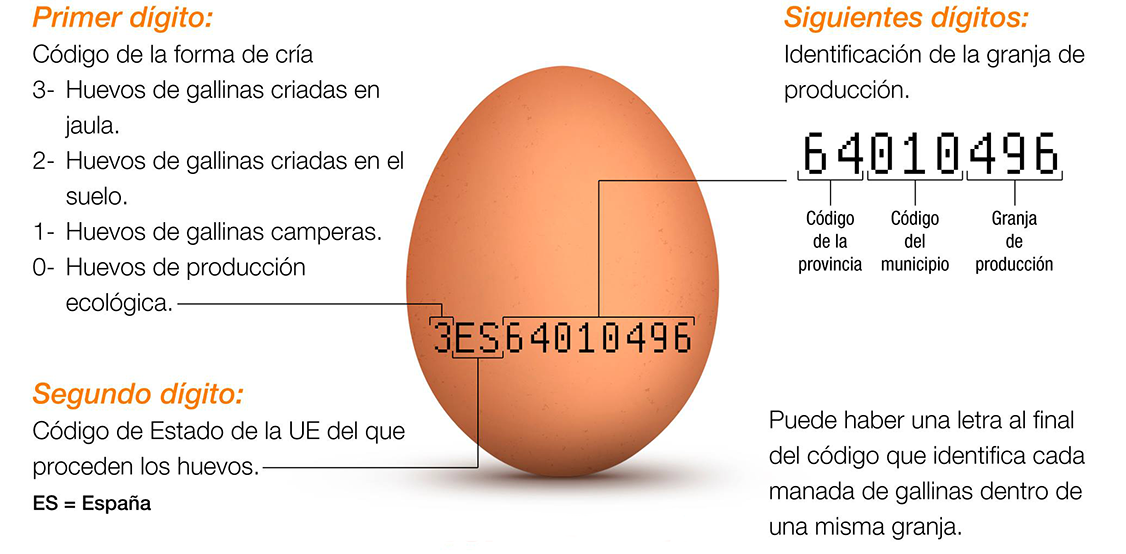 Primer dígito:
Código de la forma de cría
3- Huevos de gallinas criadas en
jaula.
2- Huevos de gallinas criadas en el
suelo.
1- Huevos de gallinas camperas.
0- Huevos de producción
ecológica.
Segundo dígito:
Código de Estado de la UE del que
proceden los huevos.
ES = España
3ES64010496
Siguientes dígitos:
Identificación de la granja de
producción.
64010496
Código
de la
provincia
Código
del
municipio
Granja
de
producción
Puede haber una letra al final
del código que identifica cada
manada de gallinas dentro de
una misma granja.